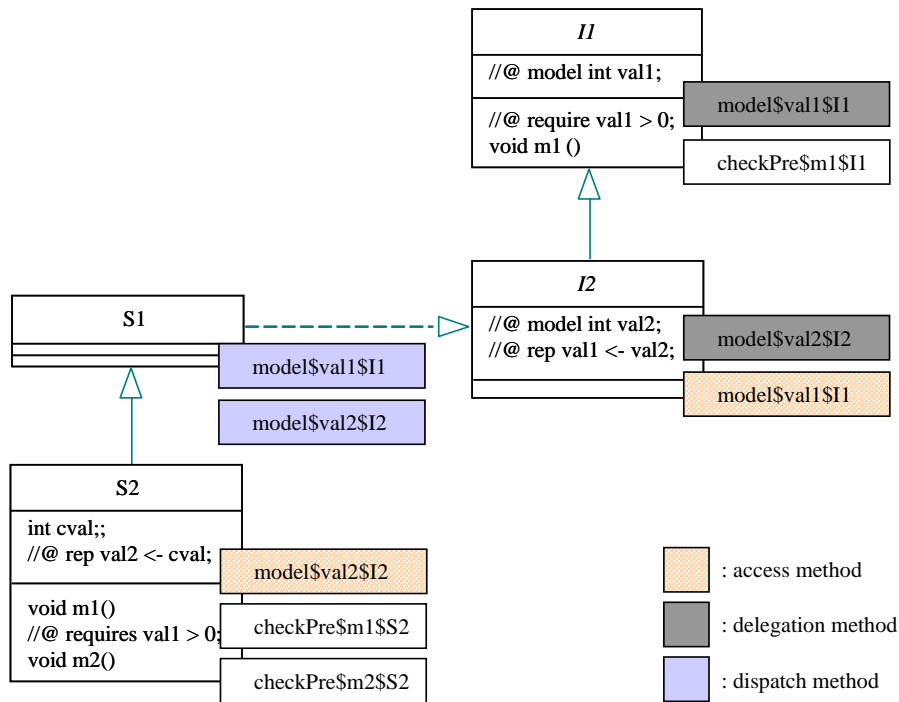 I1
//@ model int val1;
model$val1$I1
//@ require val1 > 0;
void m1 ()
checkPre$m1$I1
I2
//@ model int val2;
//@ rep val1 <- val2;
model$val2$I2
model$val1$I1
S1
model$val1$I1
model$val2$I2
S2
int cval;;
//@ rep val2 <- cval;
model$val2$I2
void m1()
//@ requires val1 > 0;
void m2()
checkPre$m1$S2
checkPre$m2$S2
: access method
: delegation method
: dispatch method